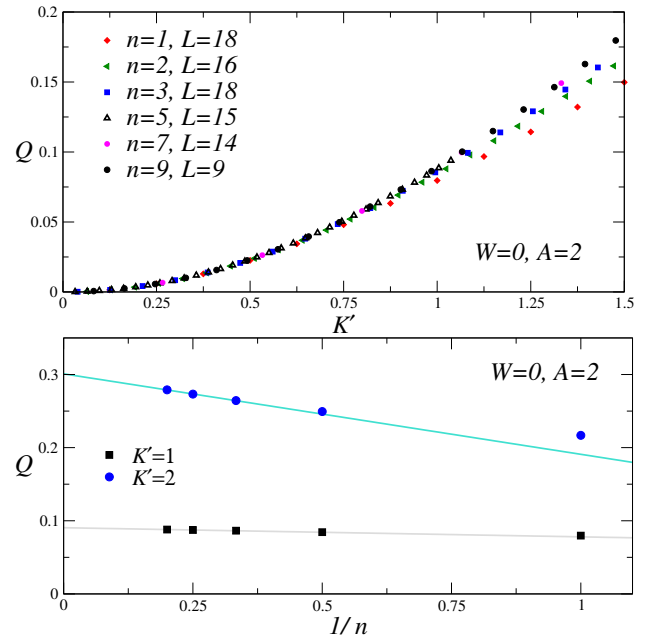 0.2
0.15
0.1
0.05
0
Q
n=1, L=18
n=2, L=16
n=3, L=18
n=5, L=15
n=7, L=14
n=9, L=9
W=0, A=2
0 0.25 0.5 0.75 1 1.25 1.5
K′
0.3
0.2
0.1
0
Q
W=0, A=2
K′=1
K′=2
0 0.25 0.5 0.75 1
1/n